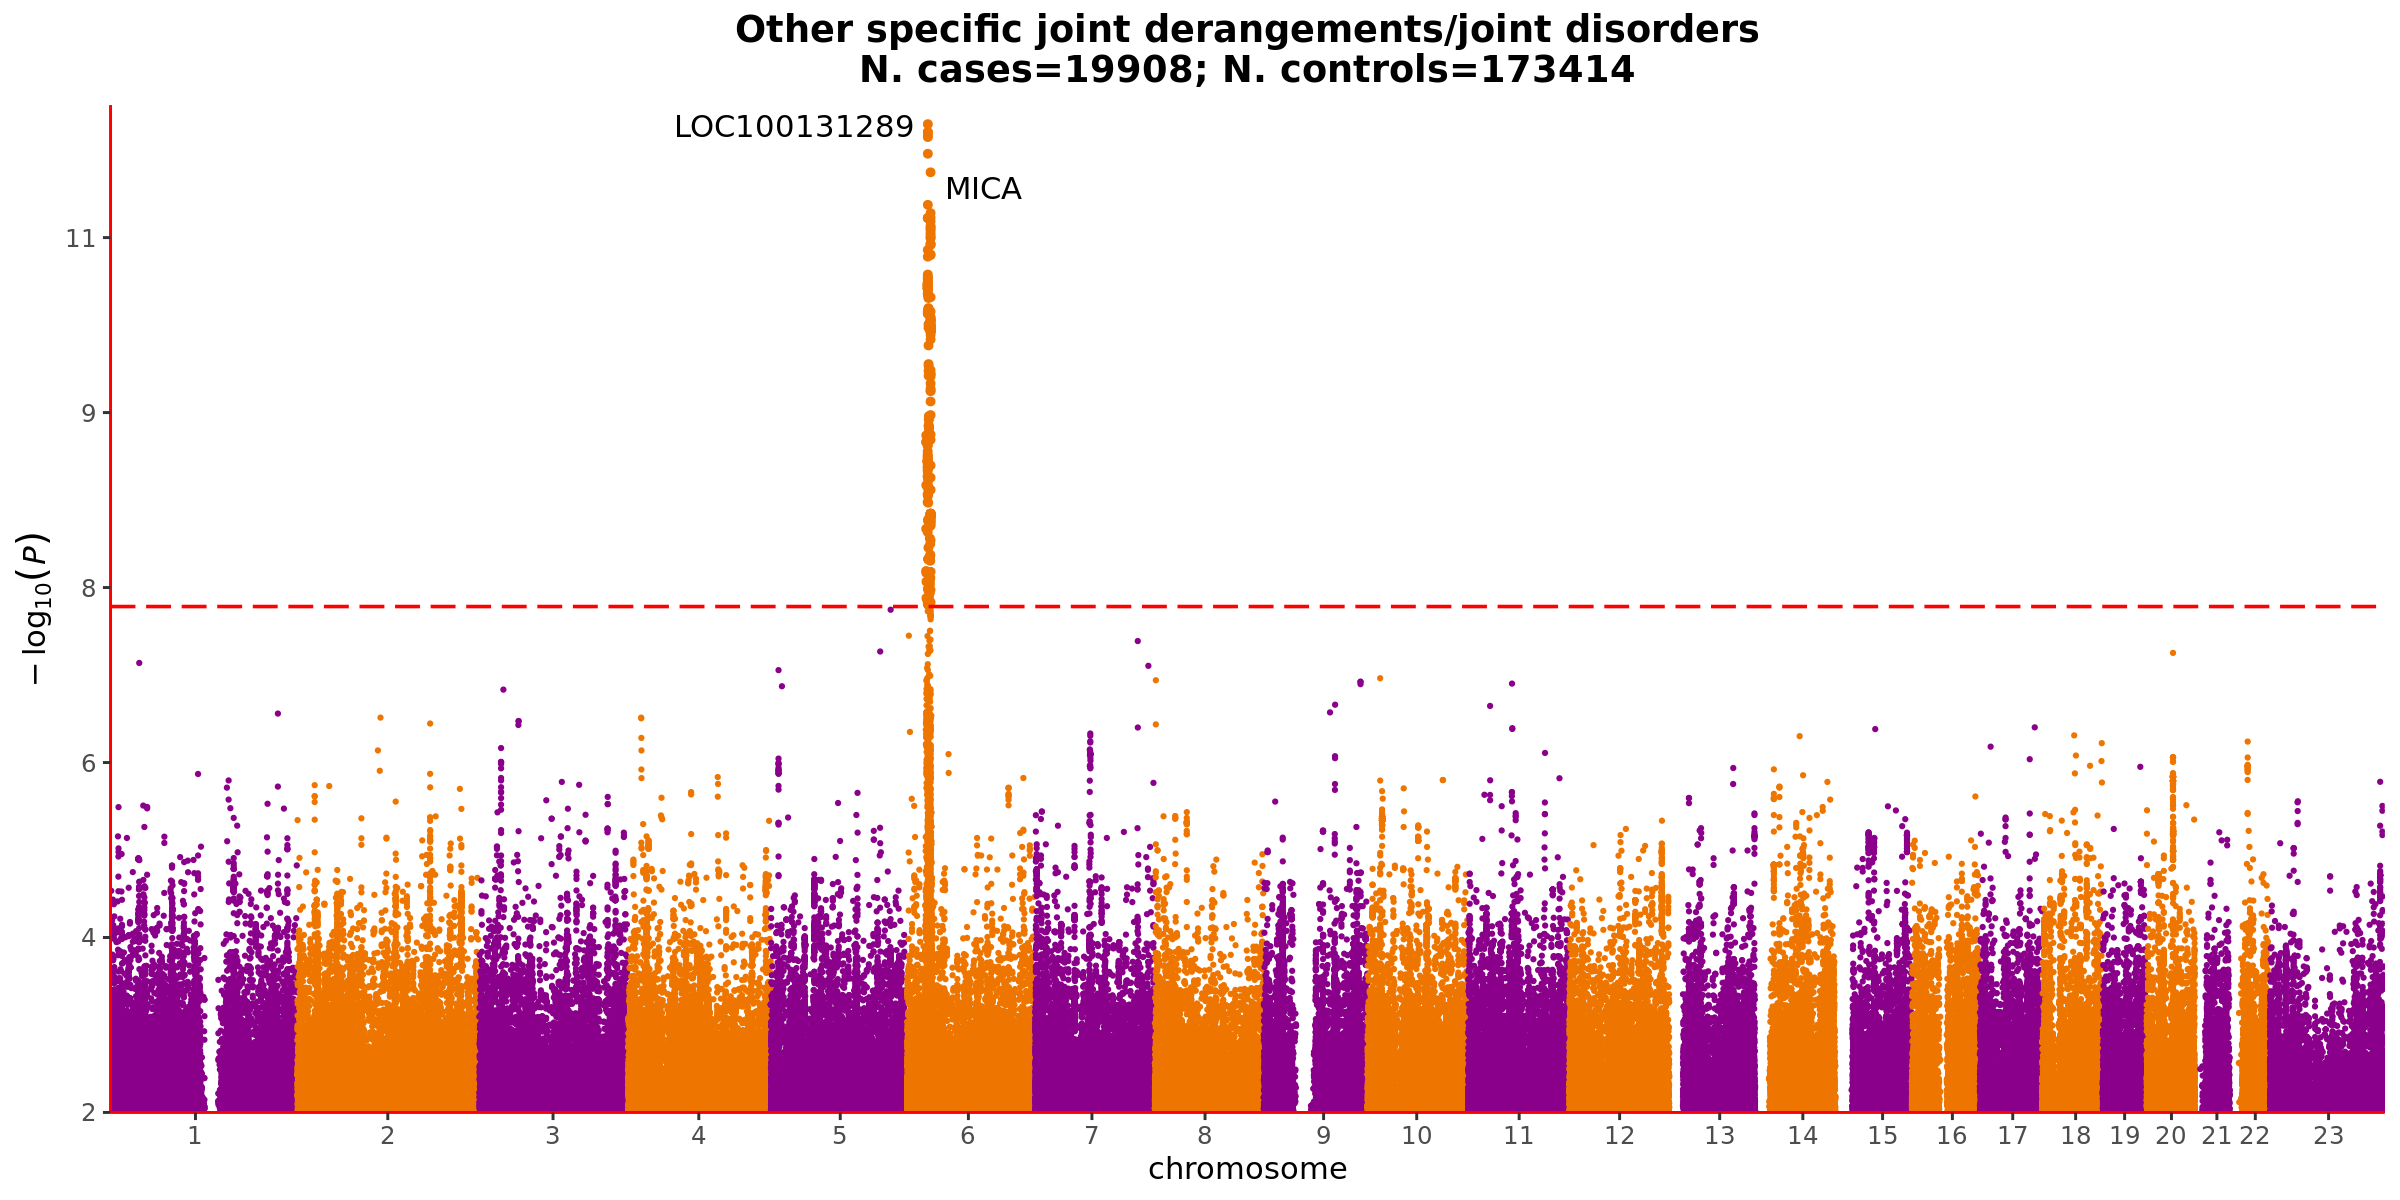 Other specific joint derangements/joint disorders
N. cases=19908; N. controls=173414
LOC100131289
MICA
11
9
8
6
4
2
−log₁₀(P)
1 2 3 4 5 6 7 8 9 10 11 12 13 14 15 16 17 18 19 20 21 22 23
chromosome